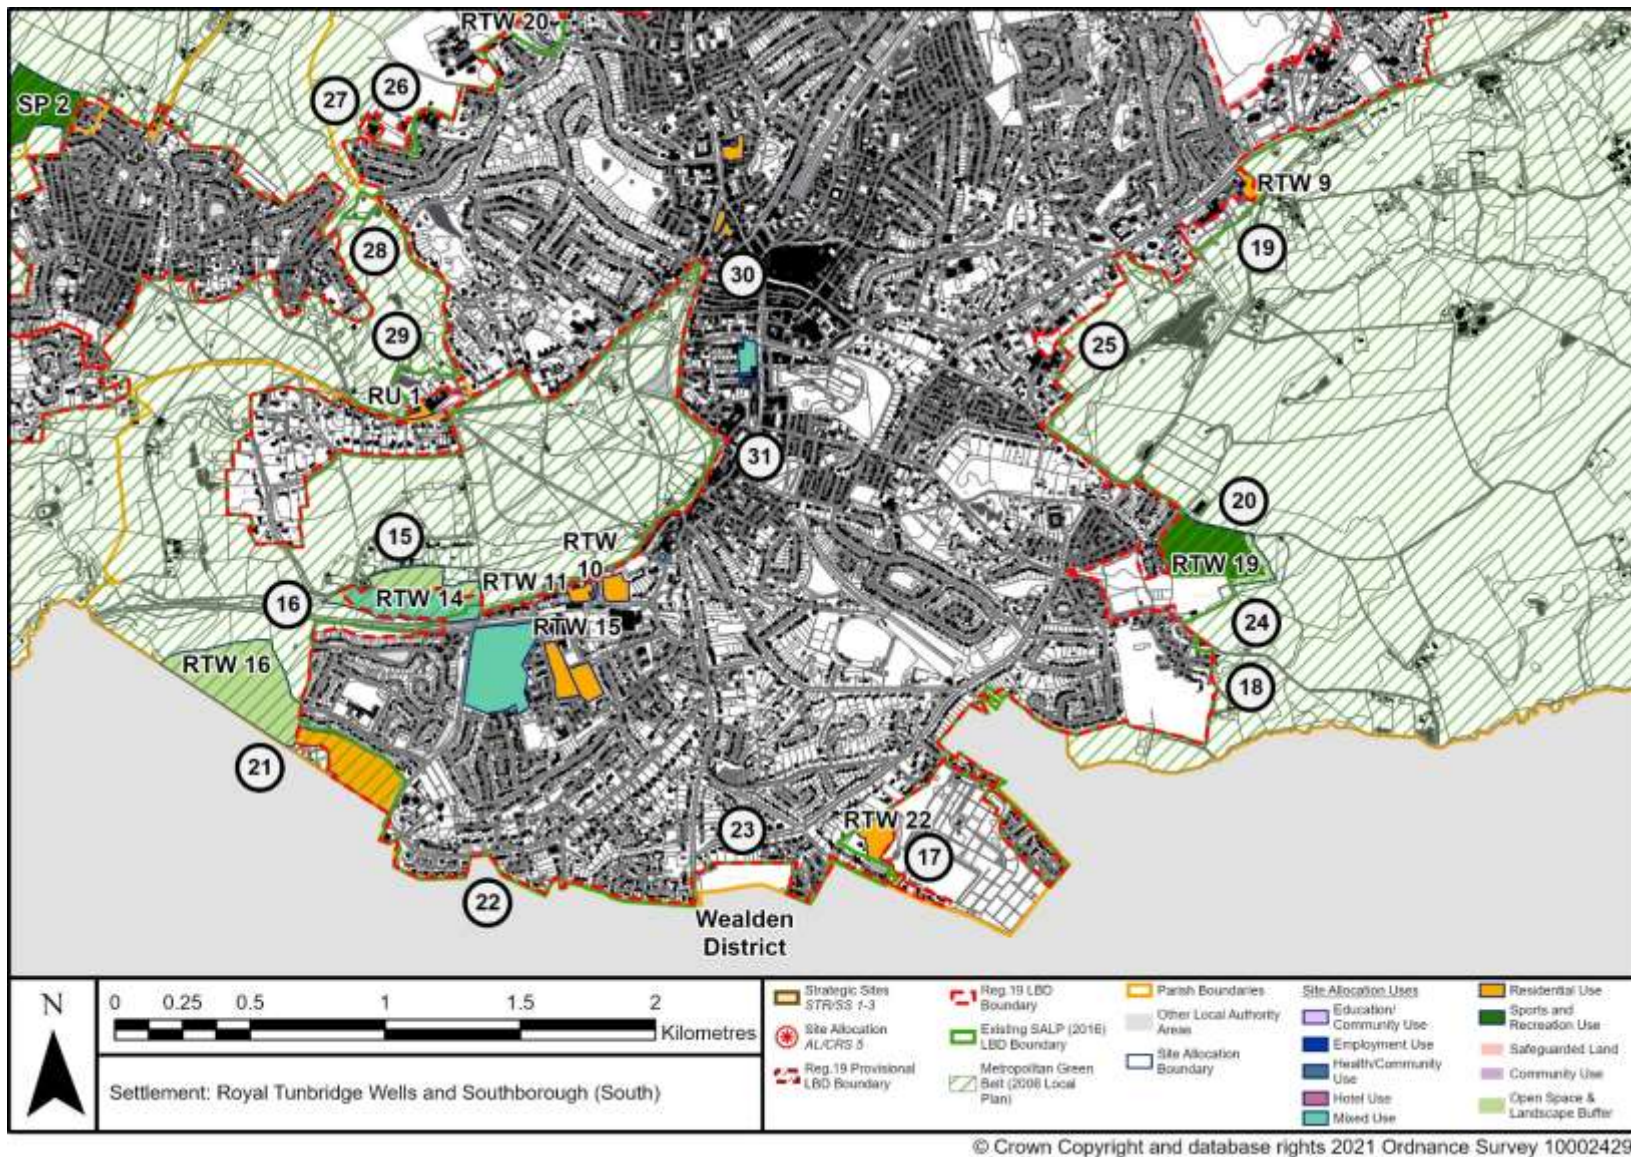 RTW 20
SP 2
27
26
RTW 9
28
30
19
29
25
RU 1
31
20
15
RTW
10
RTW 11
RTW 19
16
RTW 14
RTW 15
24
RTW 16
18
21
23
RTW 22
17
22
Wealden
District
N
0 0.25 0.5 1 1.5 2
Kilometres
Settlement: Royal Tunbridge Wells and Southborough (South)
Strategic Sites
STR/SS 1-3
Site Allocation
AL/CRS 5
Reg.19 Provisional
LBD Boundary
Reg.19 LBD
Boundary
Existing SALP (2016)
LBD Boundary
Metropolitan Green
Belt (2006 Local
Plan)
Parish Boundaries
Other Local Authority
Areas
Site Allocation
Boundary
Site Allocation Uses
Education/
Community Use
Employment Use
Health/Community
Use
Hotel Use
Mixed Use
Residential Use
Sports and
Recreation Use
Safeguarded Land
Community Use
Open Space &
Landscape Buffer
© Crown Copyright and database rights 2021 Ordnance Survey 10002429